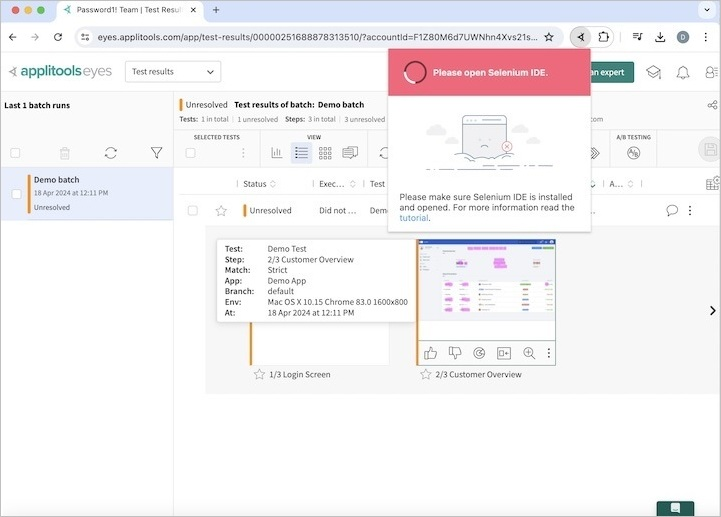 Password1! Team | Test Resul
eyes.applitools.com/app/test-results/00000251688878313510/?accountId=F1Z80M6d7UWNhn4Xvs21s...
D
applitools eyes
Test results
Please open Selenium IDE.
an expert
Last 1 batch runs
Unresolved Test results of batch: Demo batch
Tests: 1 in total | 1 unresolved Steps: 3 in total | 3 unresolved
com
SELECTED TESTS
VIEW
A/B TESTING
Demo batch
18 Apr 2024 at 12:11 PM
Unresolved
Status
Exec...
Test
A...
Please make sure Selenium IDE is installed
and opened. For more information read the
tutorial.
Unresolved
Did not ...
Demo
Test: Demo Test
Step: 2/3 Customer Overview
Match: Strict
App: Demo App
Branch: default
Env: Mac OS X 10.15 Chrome 83.0 1600x800
At: 18 Apr 2024 at 12:11 PM
1/3 Login Screen
2/3 Customer Overview